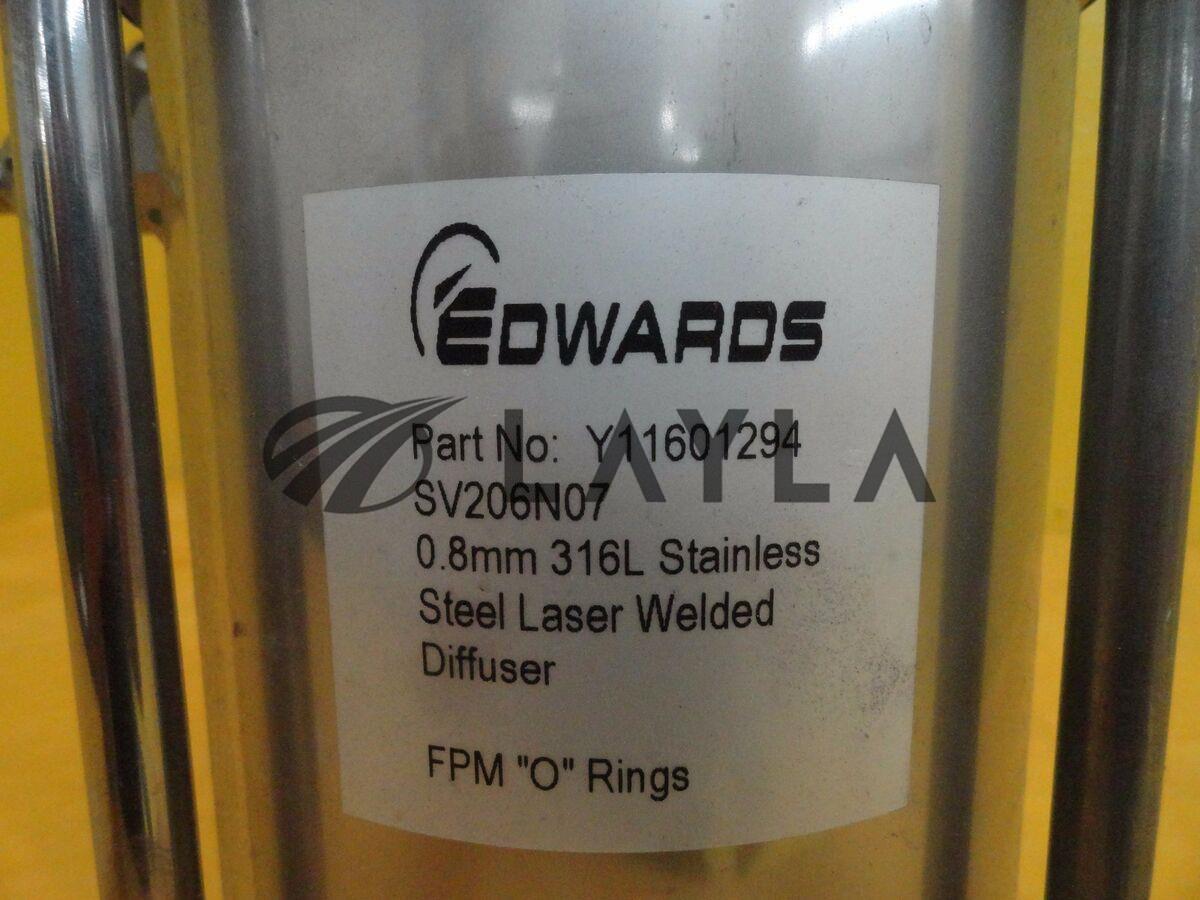 EDWARDS
LAYLA
Part No: Y11601294
SV206N07
0.8mm 316L Stainless
Steel Laser Welded
Diffuser
FPM "O" Rings